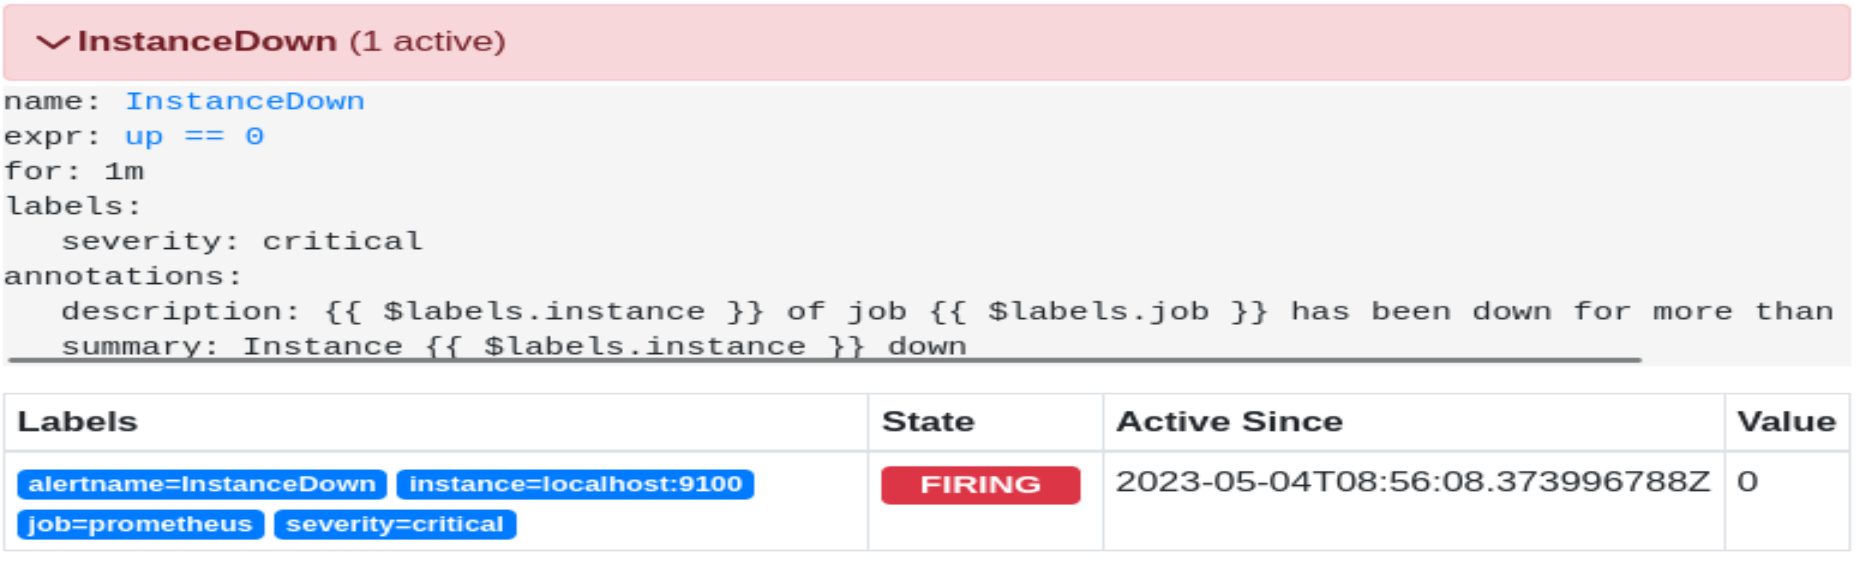 InstanceDown (1 active)
name: InstanceDown
expr: up == 0
for: 1m
labels:
severity: critical
annotations:
description: {{ $labels.instance }} of job {{ $labels.job }} has been down for more than
summary: Instance {{ $labels.instance }} down
Labels State Active Since Value
alertname=InstanceDown instance=localhost:9100 FIRING 2023-05-04T08:56:08.373996788Z 0
job=prometheus severity=critical